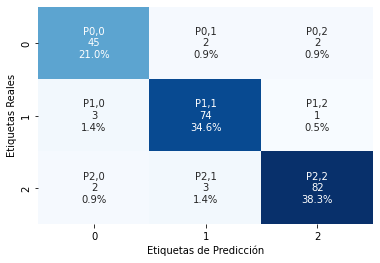 P0,0 P0,1 P0,2
45 2 2
21.0% 0.9% 0.9%
0
P1,0 P1,1 P1,2
3 74 1
1.4% 34.6% 0.5%
1
P2,0 P2,1 P2,2
2 3 82
0.9% 1.4% 38.3%
2
Etiquetas Reales
0 1 2
Etiquetas de Predicción